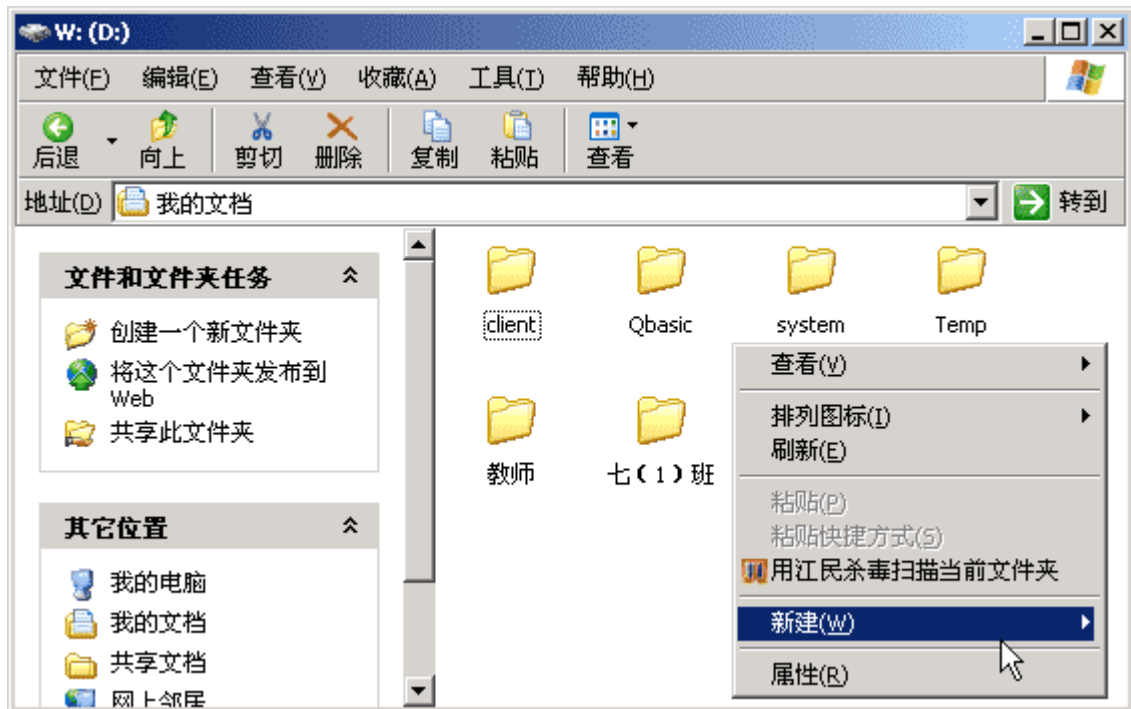 W: (D:)
文件(F) 编辑(E) 查看(V) 收藏(A) 工具(T) 帮助(H)
后退 向上 剪切 删除 复制 粘贴 查看
地址(D) 我的文档 转到
文件和文件夹任务
创建一个新文件夹
将这个文件夹发布到
Web
共享此文件夹
其它位置
我的电脑
我的文档
共享文档
网上邻居
client Qbasic system Temp
教师 七(1)班
查看(V)
排列图标(I)
刷新(E)
粘贴(P)
粘贴快捷方式(S)
用江民杀毒扫描当前文件夹
新建(W)
属性(R)